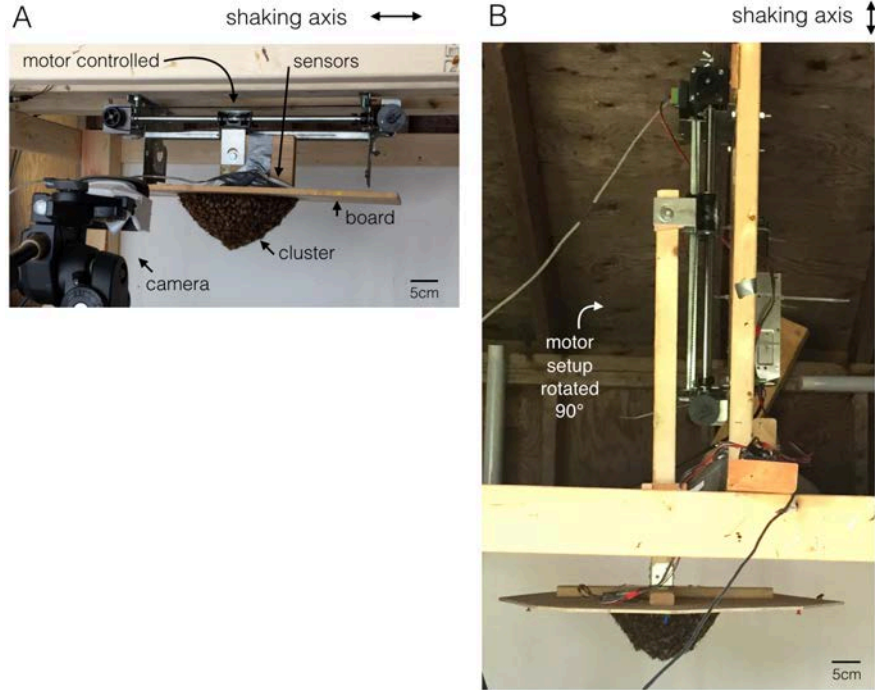 A
shaking axis
motor controlled
sensors
board
cluster
camera
5cm
B
shaking axis
motor
setup
rotated
90°
5cm